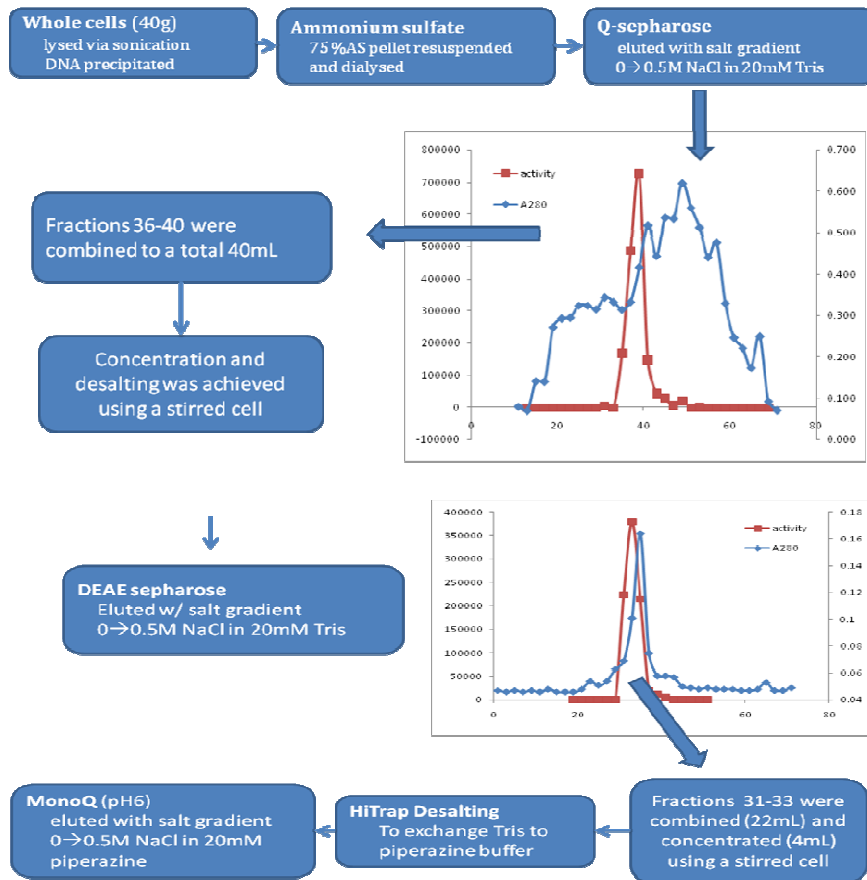 Whole cells (40g)
lysed via sonication
DNA precipitated
Ammonium sulfate
75%AS pellet resuspended
and dialysed
Q-sepharose
eluted with salt gradient
0→0.5M NaCl in 20mM Tris
Fractions 36-40 were
combined to a total 40mL
Concentration and
desalting was achieved
using a stirred cell
800000
700000
600000
500000
400000
300000
200000
100000
0
-100000
activity
A280
0.700
0.600
0.500
0.400
0.300
0.200
0.100
0.000
0
20
40
60
80
DEAE sepharose
Eluted w/ salt gradient
0→0.5M NaCl in 20mM Tris
400000
350000
300000
250000
200000
150000
100000
50000
0
activity
A280
0.18
0.16
0.14
0.12
0.1
0.08
0.06
0.04
0
20
60
80
MonoQ (pH6)
eluted with salt gradient
0→0.5M NaCl in 20mM
piperazine
HiTrap Desalting
To exchange Tris to
piperazine buffer
Fractions 31-33 were
combined (22mL) and
concentrated (4mL)
using a stirred cell